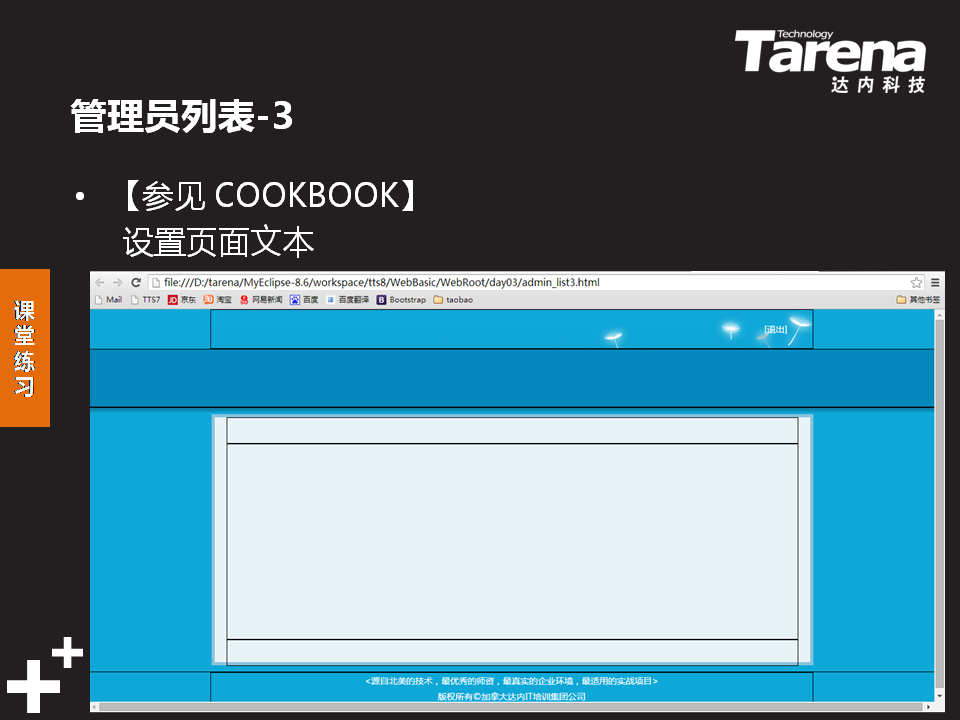 Technology
Tarena
达内科技
管理员列表-3
• 【参见 COOKBOOK】
设置页面文本
课堂练习
file:///D:/tarena/MyEclipse-8.6/workspace/tts8/WebBasic/WebRoot/day03/admin_list3.html
Mail TTS7 JD 京东 淘宝 网易新闻 百度 译 百度翻译 B Bootstrap taobao 其他书签
[退出]
<源自北美的技术，最优秀的师资，最真实的企业环境，最适用的实战项目>
版权所有©加拿大达内IT培训集团公司